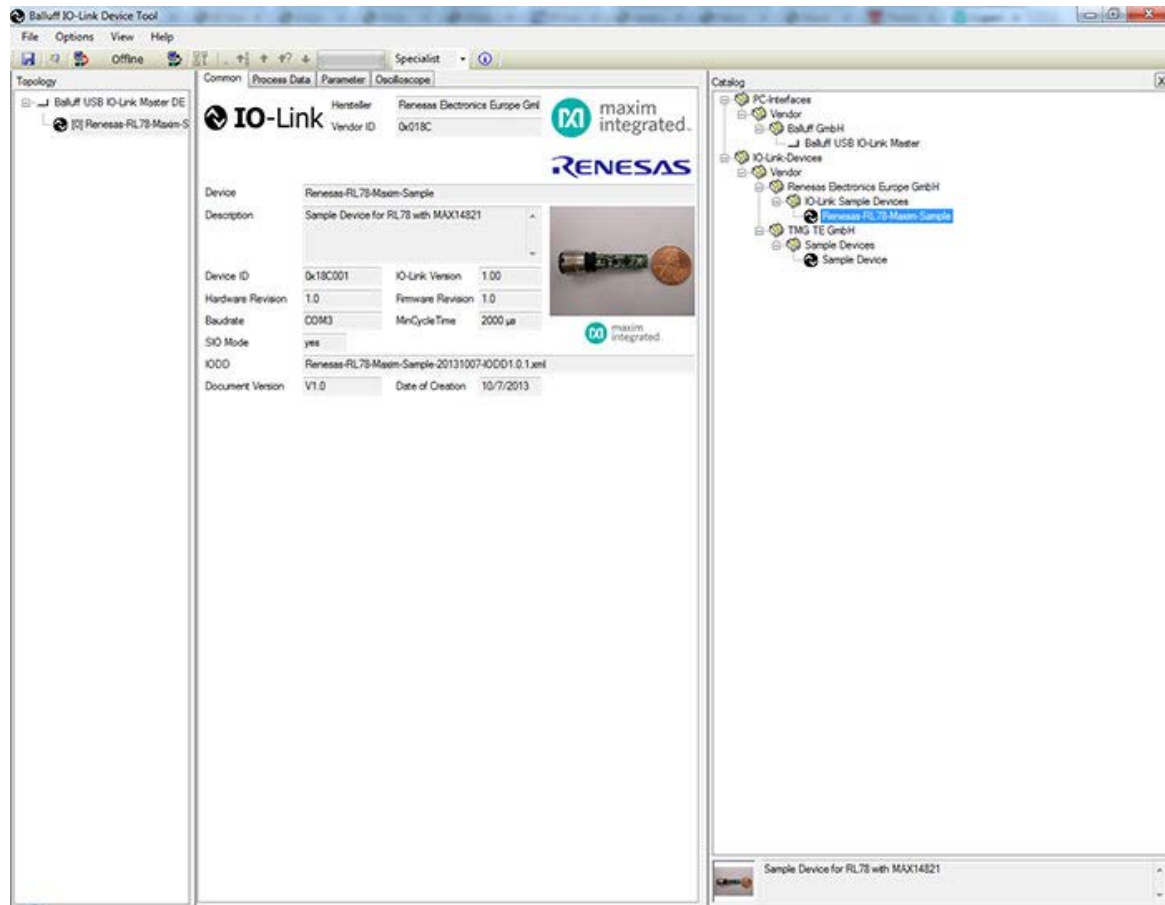 Balluff IO-Link Device Tool
File Options View Help
Offline
Specialist
Topology
Balluff USB IO-Link Master DE
[0] Renesas-RL78-Maxim-S
Common Process Data Parameter Oscilloscope
IO-Link
Hersteller Renesas Electronics Europe Gml
Vendor ID 0x018C
maxim
integrated.
RENESAS
Device Renesas-RL78-Maxim-Sample
Description Sample Device for RL78 with MAX14821
Device ID 0x18C001 IO-Link Version 1.00
Hardware Revision 1.0 Firmware Revision 1.0
Baudrate COM3 MinCycleTime 2000 µs
maxim
integrated.
SIO Mode yes
IODD Renesas-RL78-Maxim-Sample-20131007-IODD1.0.1.xml
Document Version V1.0 Date of Creation 10/7/2013
Catalog
PC-Interfaces
Vendor
Balluff GmbH
Balluff USB IO-Link Master
IO-Link-Devices
Vendor
Renesas Electronics Europe GmbH
IO-Link Sample Devices
Renesas-RL78-Maxim-Sample
TMG TE GmbH
Sample Devices
Sample Device
Sample Device for RL78 with MAX14821